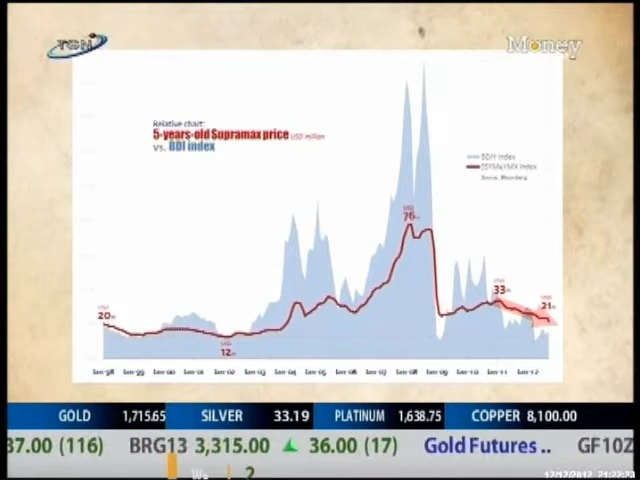 TGN
Money
Relative chart:
5-years-old Supramax price USD million
vs. BDI index
BDIY Index
Source: Bloomberg
USD
76m
USD
33m
USD
21m
USD
20m
USD
12m
Jan-98 Jan-99 Jan-00 Jan-01 Jan-02 Jan-03 Jan-04 Jan-05 Jan-06 Jan-07 Jan-08 Jan-09 Jan-10 Jan-11 Jan-12
GOLD 1,715.65 SILVER 33.19 PLATINUM 1,638.75 COPPER 8,100.00
37.00 (116) BRG13 3,315.00 36.00 (17) Gold Futures .. GF10Z
2